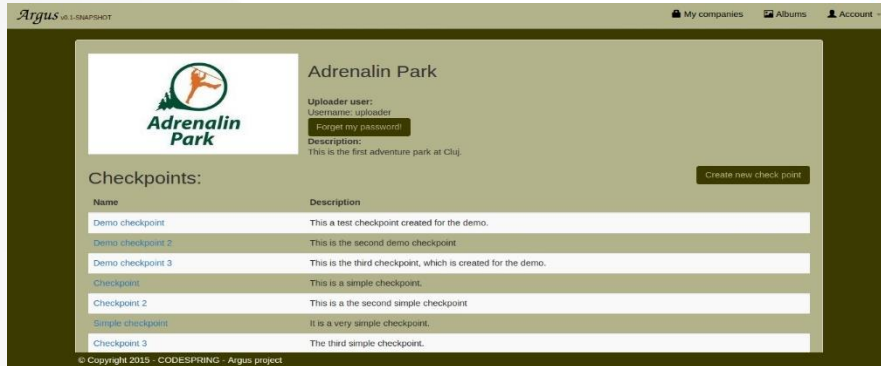 Argus v0.1-SNAPSHOT My companies Albums Account
Adrenalin Park
Adrenalin
Park
Uploader user:
Username: uploader
Forget my password!
Description:
This is the first adventure park at Cluj.
Checkpoints:
Create new check point
Name Description
Demo checkpoint This a test checkpoint created for the demo.
Demo checkpoint 2 This is the second demo checkpoint
Demo checkpoint 3 This is the third checkpoint, which is created for the demo.
Checkpoint This is a simple checkpoint.
Checkpoint 2 This is a the second simple checkpoint
Simple checkpoint It is a very simple checkpoint.
Checkpoint 3 The third simple checkpoint.
© Copyright 2015 - CODESPRING - Argus project